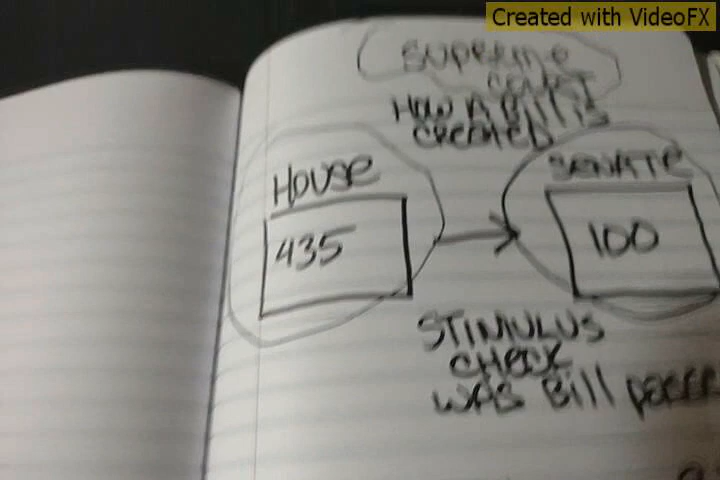 Created with VideoFX
SUPREME
COURT
HOW A Bill is
CREATED
HOUSE
SENATE
435
100
STIMULUS
CHECK
WAS Bill